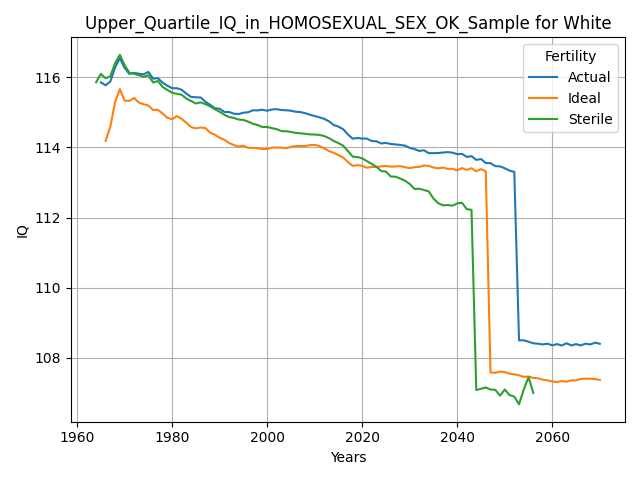 Upper_Quartile_IQ_in_HOMOSEXUAL_SEX_OK_Sample for White
Fertility
Actual
Ideal
Sterile
116
114
112
110
108
IQ
1960
1980
2000
2020
2040
2060
Years